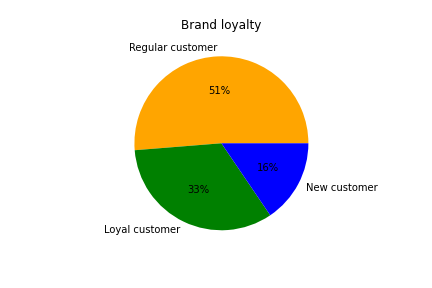 Brand loyalty
Regular customer
51%
15%
33%
New customer
Loyal customer